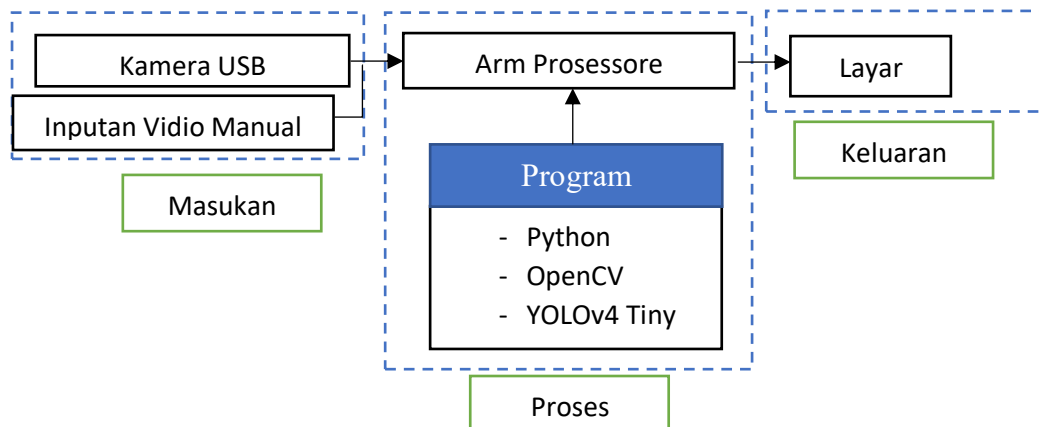 Kamera USB
Inputan Vidio Manual
Masukan
Arm Prosessore
Program
- Python
- OpenCV
- YOLOv4 Tiny
Proses
Layar
Keluaran